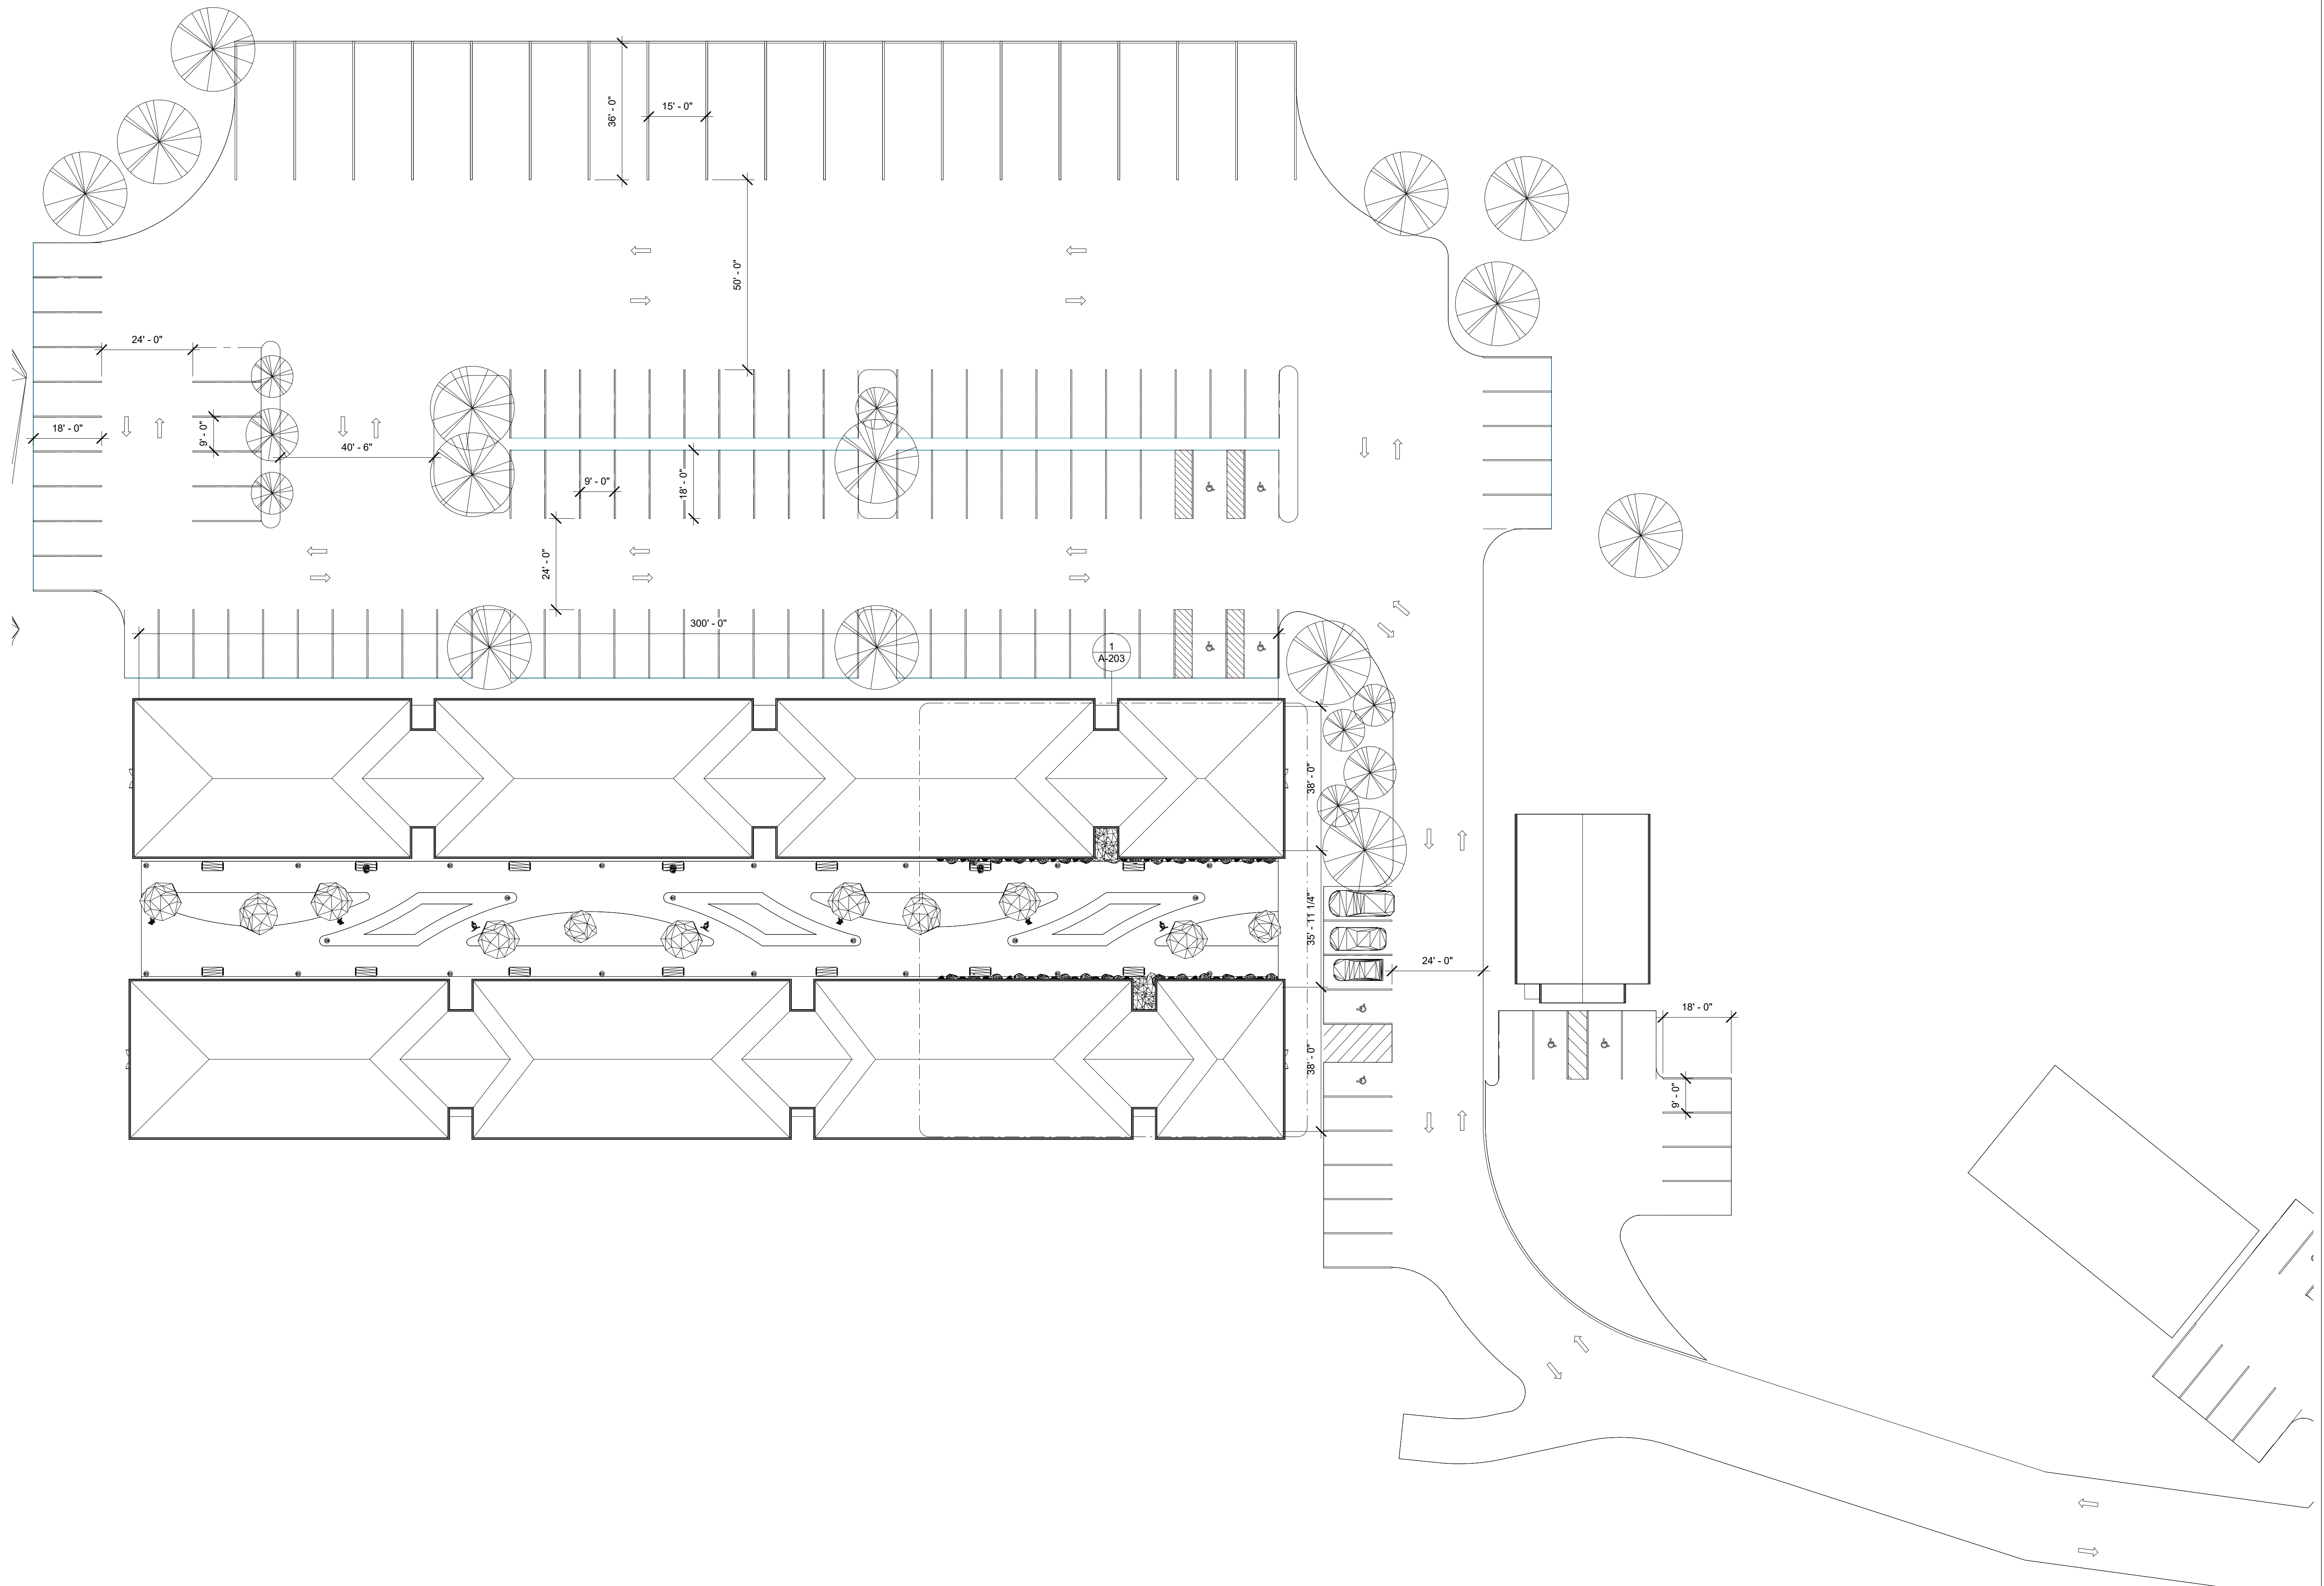 36' - 0"
15' - 0"
50' - 0"
24' - 0"
18' - 0"
9' - 0"
40' - 6"
9' - 0"
18' - 0"
24' - 0"
300' - 0"
1
A-203
38' - 0"
35' - 11 1/4"
24' - 0"
18' - 0"
38' - 0"
9' - 0"